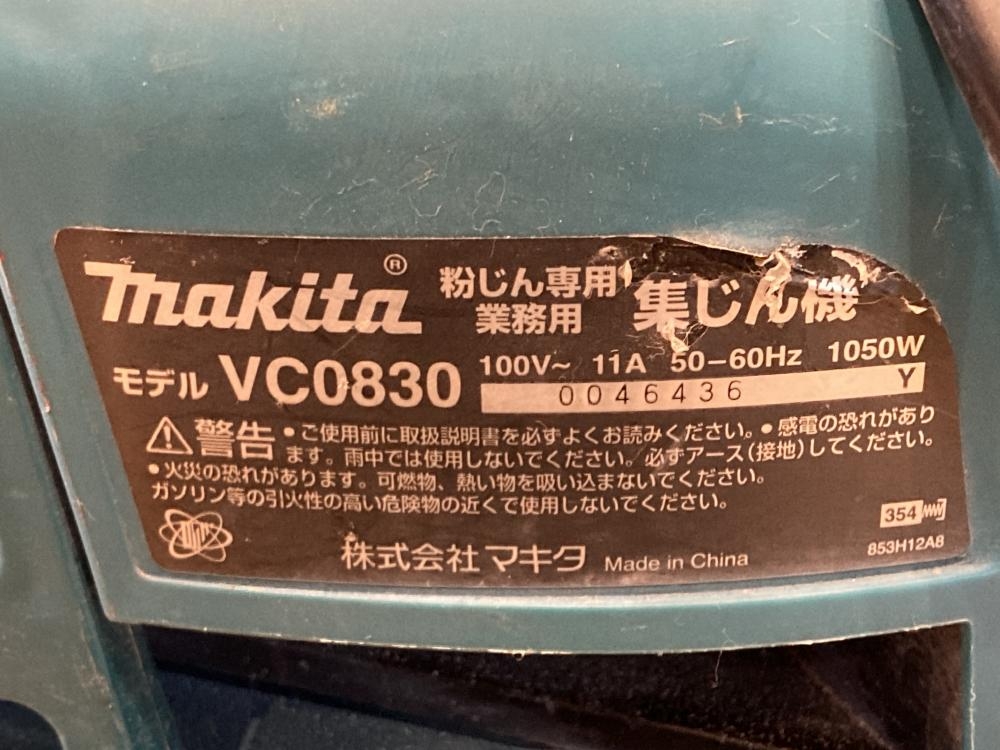 makita® 粉じん専用 業務用 集じん機
モデル VC0830 100V~ 11A 50-60Hz 1050W
0046436 Y
⚠警告 •ご使用前に取扱説明書を必ずよくお読みください。•感電の恐れがあり
ます。雨中では使用しないでください。必ずアース(接地)してください。
•火災の恐れがあります。可燃物、熱い物を吸い込まないでください。
ガソリン等の引火性の高い危険物の近くで使用しないでください。
株式会社マキタ Made in China
354
853H12A8